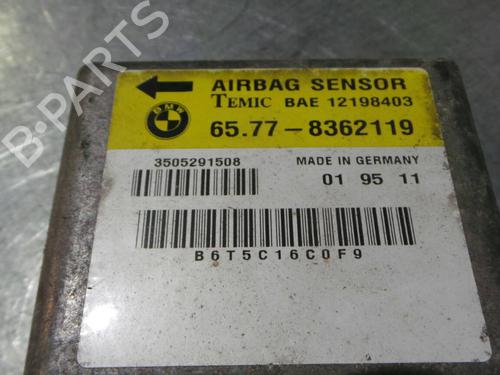 B-PARTS
AIRBAG SENSOR
TEMIC BAE 12198403
BMW
65.77-8362119
3505291508
MADE IN GERMANY
01 95 11
B6T5C16C0F9